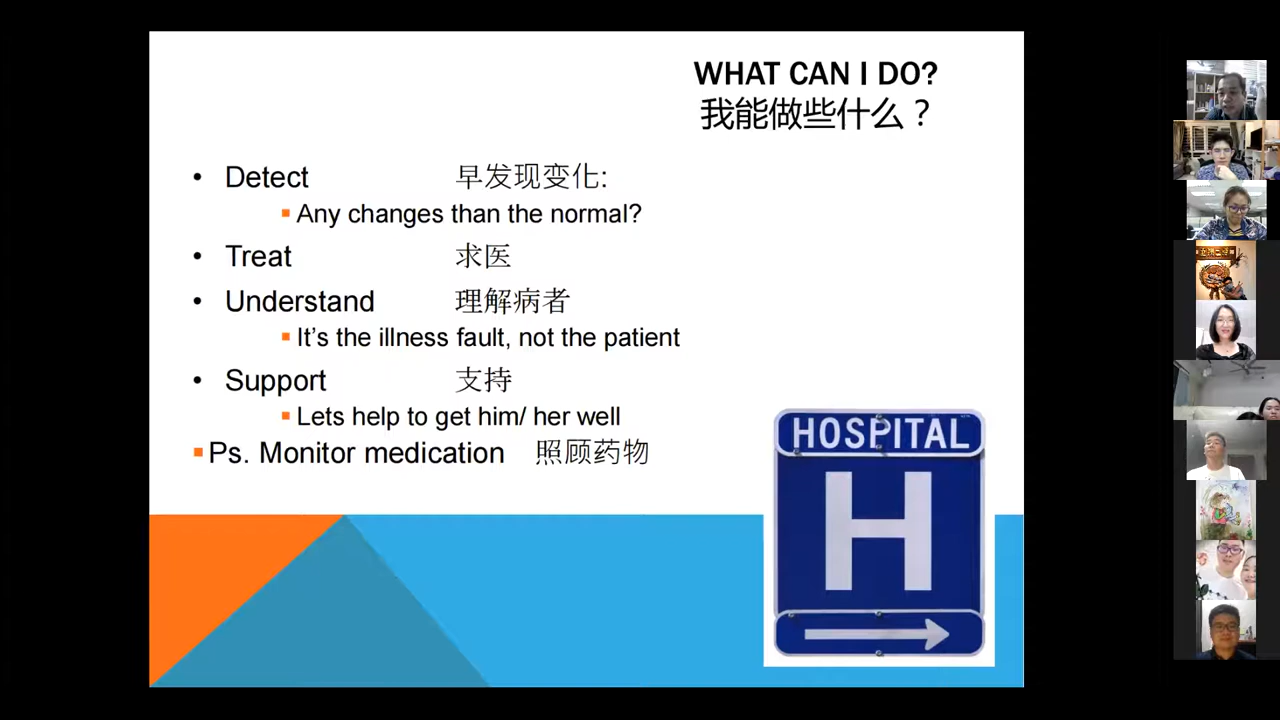 WHAT CAN I DO?
我能做些什么？
• Detect 早发现变化:
▪ Any changes than the normal?
• Treat 求医
• Understand 理解病者
▪ It's the illness fault, not the patient
• Support 支持
▪ Lets help to get him/ her well
▪ Ps. Monitor medication 照顾药物
HOSPITAL
H